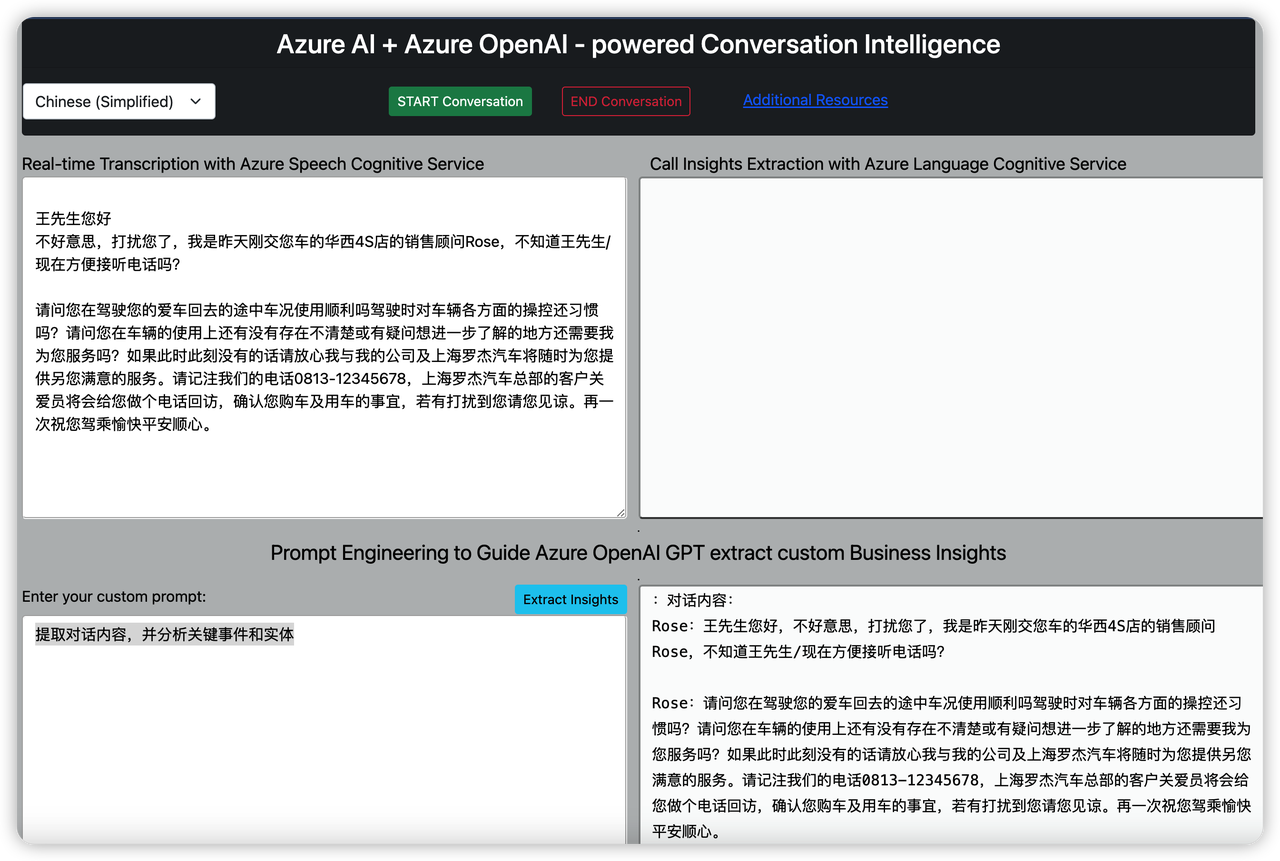 Azure AI + Azure OpenAI - powered Conversation Intelligence
Chinese (Simplified)
START Conversation
END Conversation
Additional Resources
Real-time Transcription with Azure Speech Cognitive Service
王先生您好
不好意思，打扰您了，我是昨天刚交您车的华西4S店的销售顾问Rose，不知道王先生/
现在方便接听电话吗？
请问您在驾驶您的爱车回去的途中车况使用顺利吗驾驶时对车辆各方面的操控还习惯
吗？请问您在车辆的使用上还有没有存在不清楚或有疑问想进一步了解的地方还需要我
为您服务吗？如果此时此刻没有的话请放心我与我的公司及上海罗杰汽车将随时为您提
供另您满意的服务。请记注我们的电话0813-12345678，上海罗杰汽车总部的客户关
爱员将会给您做个电话回访，确认您购车及用车的事宜，若有打扰到您请您见谅。再一
次祝您驾乘愉快平安顺心。
Call Insights Extraction with Azure Language Cognitive Service
Prompt Engineering to Guide Azure OpenAI GPT extract custom Business Insights
Enter your custom prompt:
Extract Insights
提取对话内容，并分析关键事件和实体
：对话内容：
Rose：王先生您好，不好意思，打扰您了，我是昨天刚交您车的华西4S店的销售顾问
Rose，不知道王先生/现在方便接听电话吗？
Rose：请问您在驾驶您的爱车回去的途中车况使用顺利吗驾驶时对车辆各方面的操控还习
惯吗？请问您在车辆的使用上还有没有存在不清楚或有疑问想进一步了解的地方还需要我为
您服务吗？如果此时此刻没有的话请放心我与我的公司及上海罗杰汽车将随时为您提供另您
满意的服务。请记注我们的电话0813-12345678，上海罗杰汽车总部的客户关爱员将会给
您做个电话回访，确认您购车及用车的事宜，若有打扰到您请您见谅。再一次祝您驾乘愉快
平安顺心。